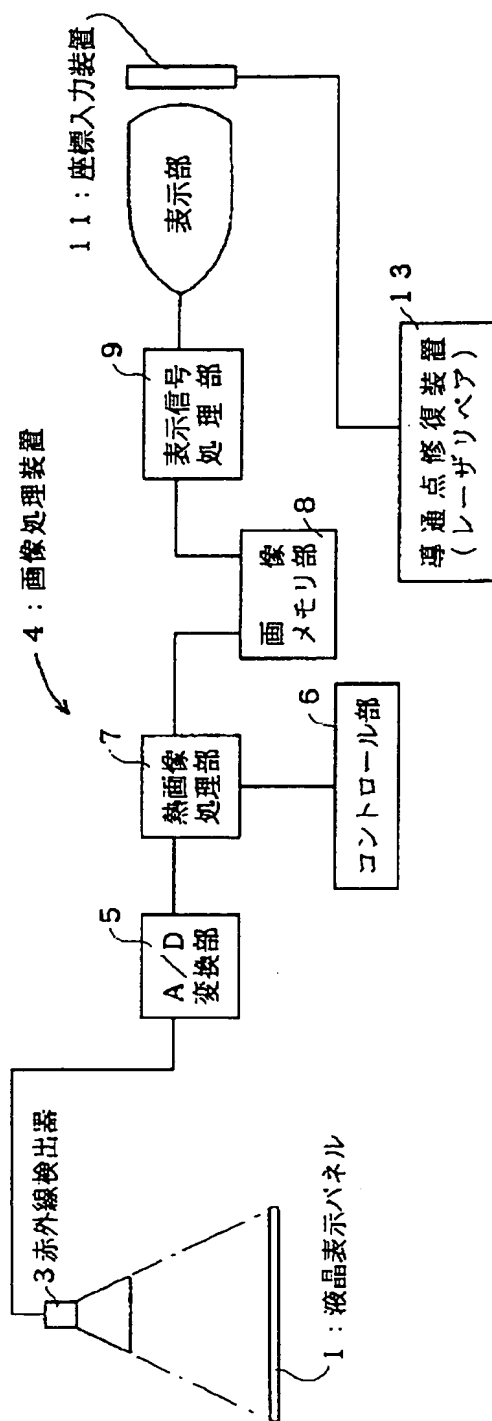 1：液晶表示パネル
3赤外線検出器
4：画像処理装置
5
A／D
変換部
7
熱画像
処理部
6
コントロール部
8
画像
メモリ部
9
表示信号
処理部
表示部
11：座標入力装置
13
導通点修復装置
(レーザリペア)